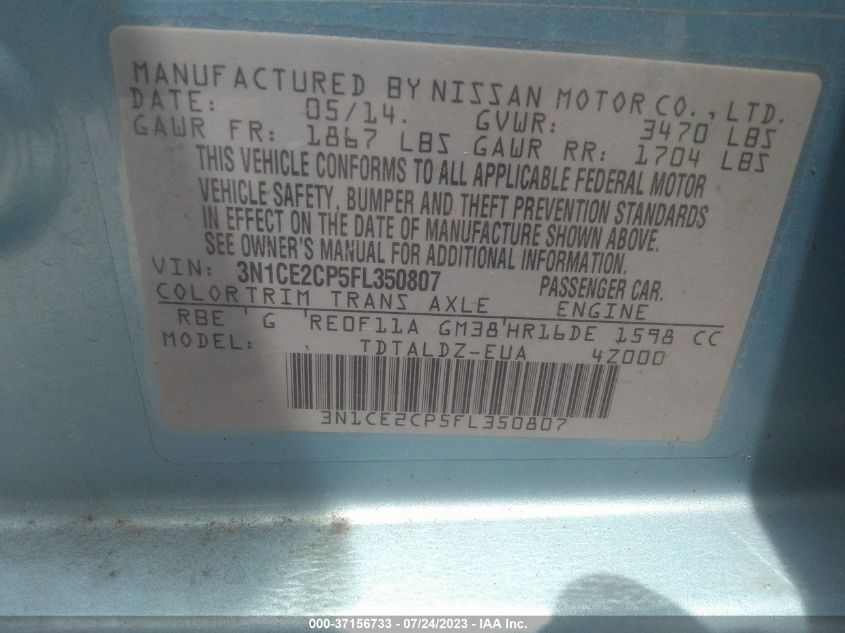 MANUFACTURED BY NISSAN MOTOR CO., LTD.
DATE: 05/14. GVWR: 3470 LBS
GAWR FR: 1867 LBS GAWR RR: 1704 LBS
THIS VEHICLE CONFORMS TO ALL APPLICABLE FEDERAL MOTOR
VEHICLE SAFETY, BUMPER AND THEFT PREVENTION STANDARDS
IN EFFECT ON THE DATE OF MANUFACTURE SHOWN ABOVE.
SEE OWNER'S MANUAL FOR ADDITIONAL INFORMATION.
VIN: 3N1CE2CP5FL350807 PASSENGER CAR.
COLOR TRIM TRANS AXLE ENGINE
RBE ' G 'RE0F11A GM38'HR16DE 1598 CC
MODEL: . TDTALDZ-EUA 4Z000
3N1CE2CP5FL350807
000-37156733 - 07/24/2023 - IAA Inc.